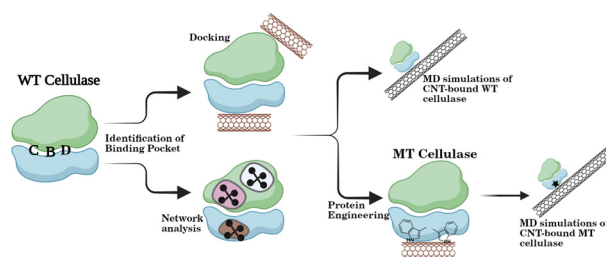 Docking
WT Cellulase
C B D
Identification of
Binding Pocket
Network
analysis
MD simulations of
CNT-bound WT
cellulase
MT Cellulase
Protein
Engineering
HN
MD simulations of
CNT-bound MT
cellulase